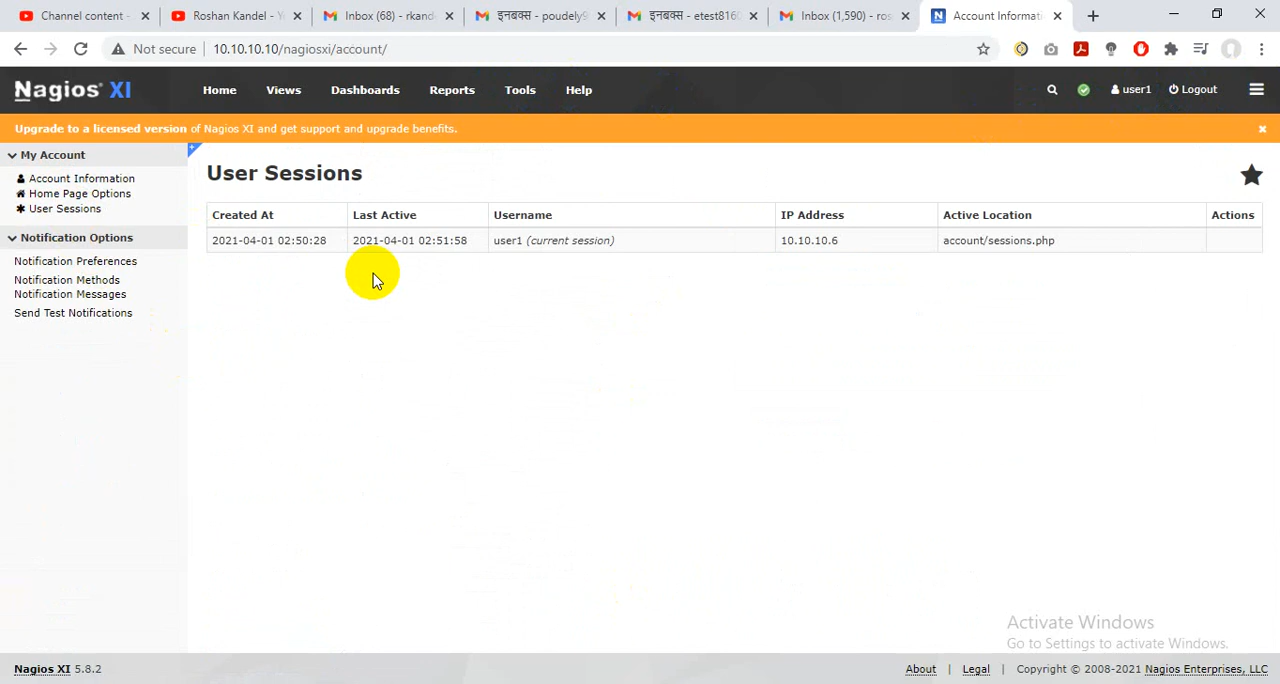 Channel content -
Roshan Kandel - Y
Inbox (68) - rkand
इनबक्स - poudely9
इनबक्स - etest8160
Inbox (1,590) - ros
Account Informati
Not secure
10.10.10.10/nagiosxi/account/
Nagios XI
Home
Views
Dashboards
Reports
Tools
Help
user1
Logout
Upgrade to a licensed version of Nagios XI and get support and upgrade benefits.
My Account
Account Information
Home Page Options
User Sessions
Notification Options
Notification Preferences
Notification Methods
Notification Messages
Send Test Notifications
User Sessions
Created At Last Active Username IP Address Active Location Actions
2021-04-01 02:50:28 2021-04-01 02:51:58 user1 (current session) 10.10.10.6 account/sessions.php
Activate Windows
Go to Settings to activate Windows.
Nagios XI 5.8.2
About | Legal | Copyright © 2008-2021 Nagios Enterprises, LLC